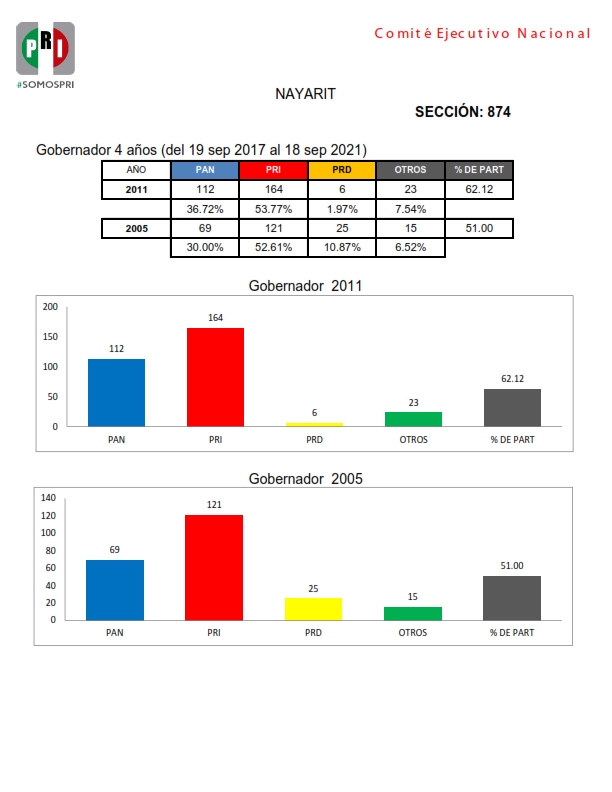 Comité Ejecutivo Nacional
PRI
#SOMOSPRI
NAYARIT
SECCIÓN: 874
Gobernador 4 años (del 19 sep 2017 al 18 sep 2021)
AÑO PAN PRI PRD OTROS % DE PART
2011 112 164 6 23 62.12
36.72% 53.77% 1.97% 7.54%
2005 69 121 25 15 51.00
30.00% 52.61% 10.87% 6.52%
Gobernador 2011
200
150
100
50
0
112
164
6
23
62.12
PAN PRI PRD OTROS % DE PART
Gobernador 2005
140
120
100
80
60
40
20
0
69
121
25
15
51.00
PAN PRI PRD OTROS % DE PART